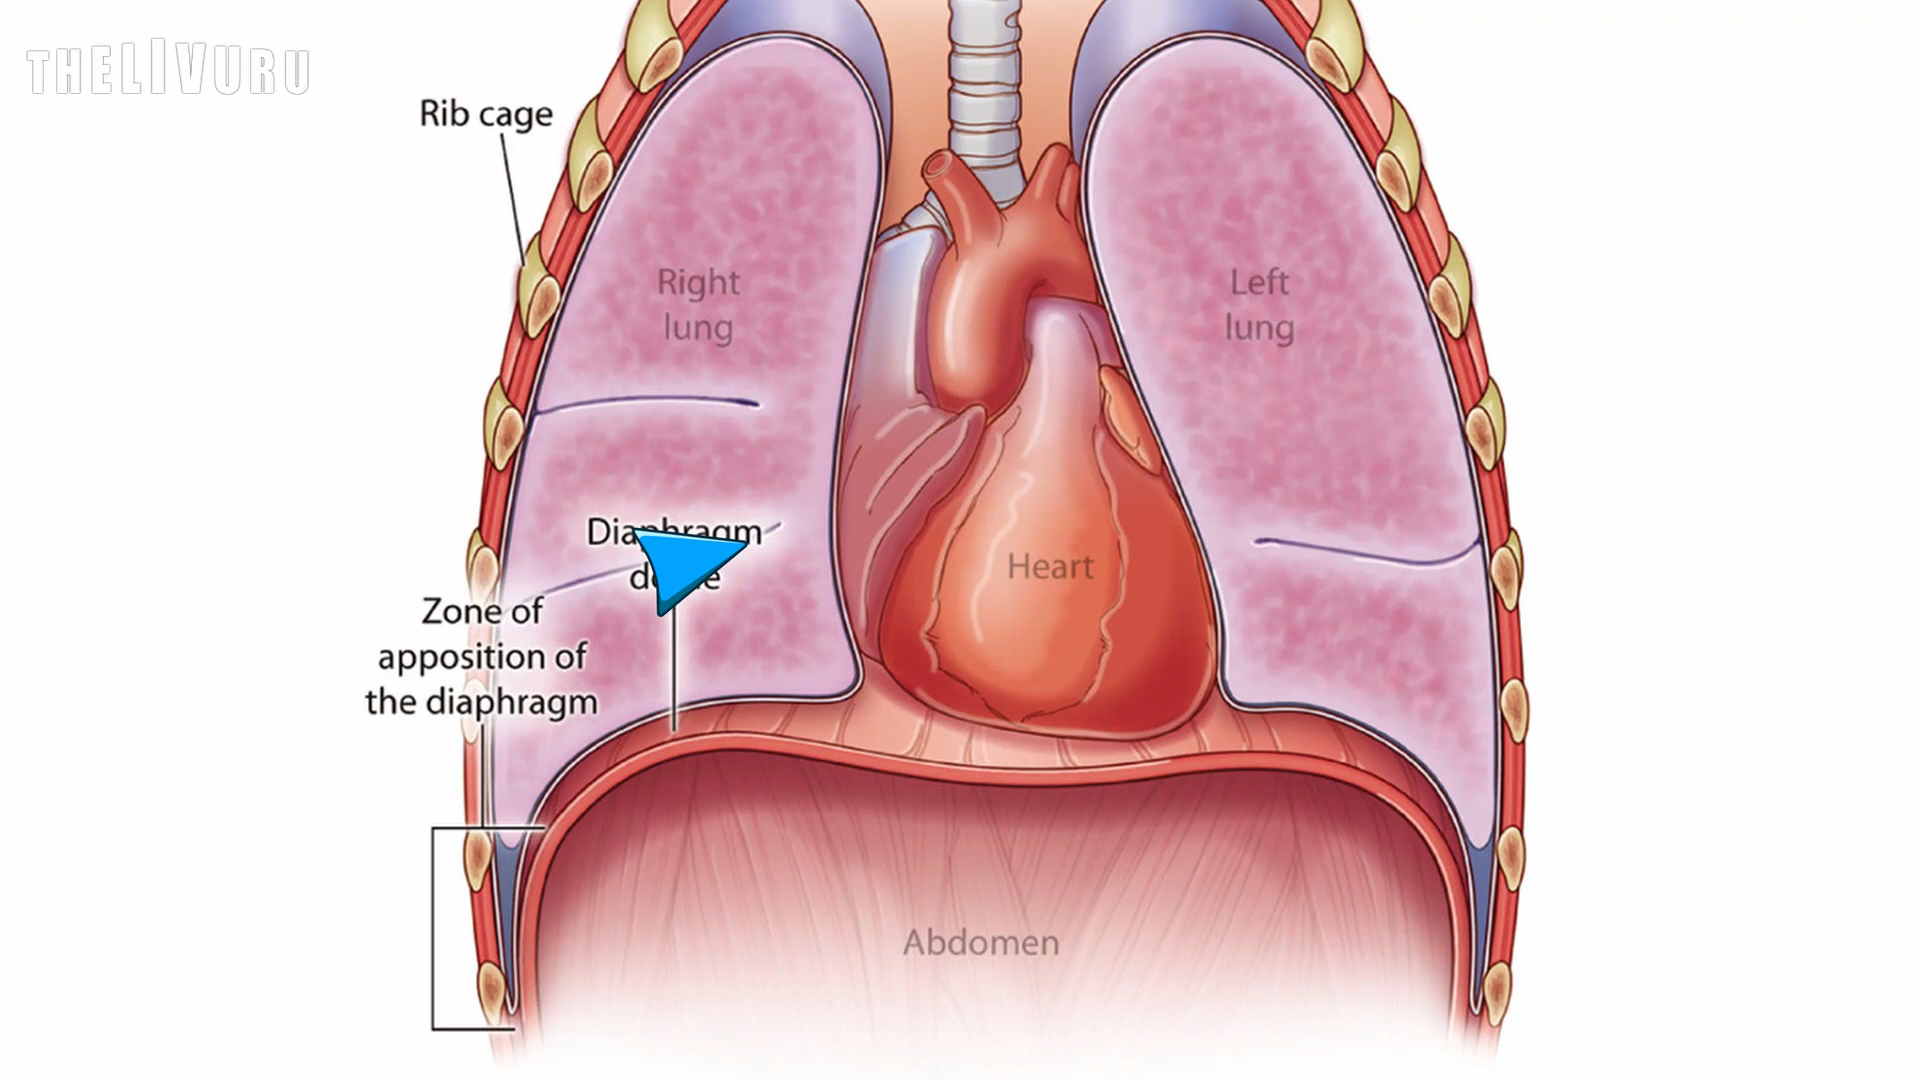 THELIVURU
Rib cage
Right
lung
Left
lung
Diaphragm
dome
Heart
Zone of
apposition of
the diaphragm
Abdomen